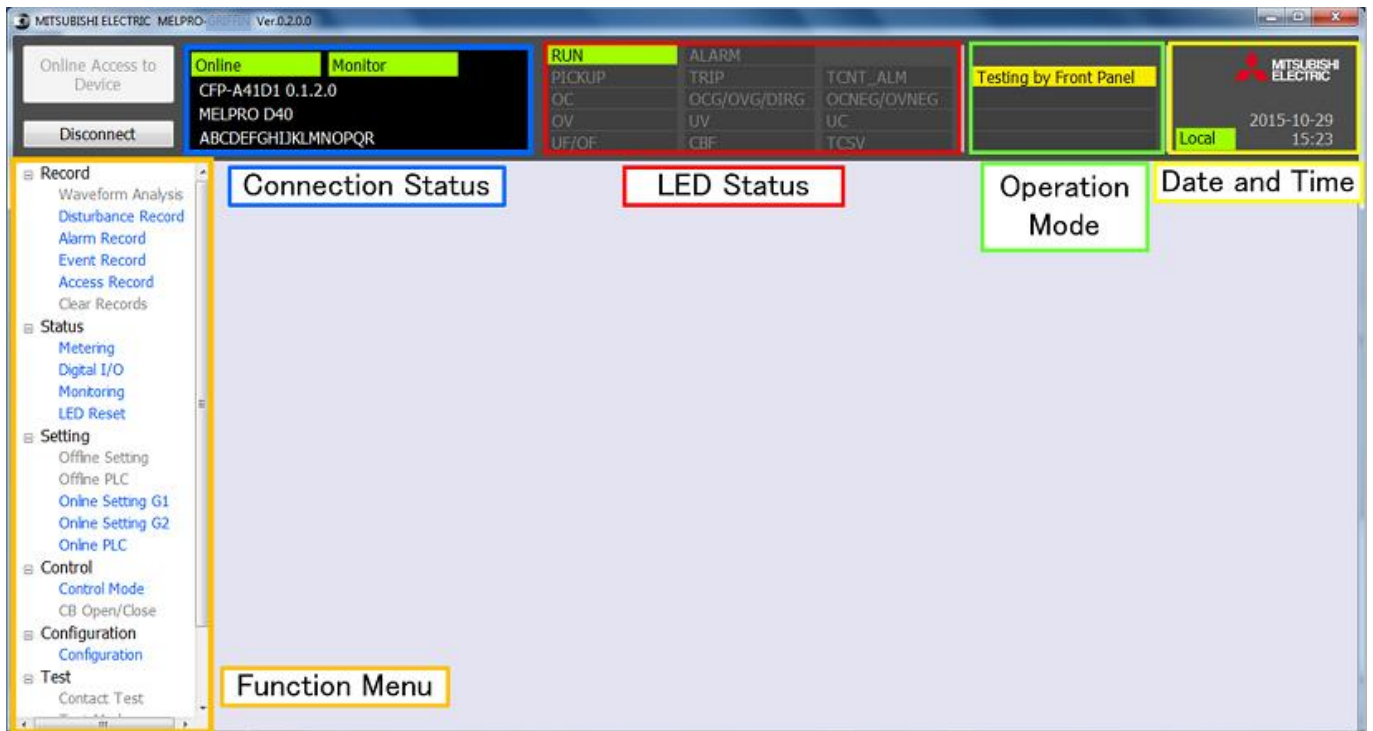 MITSUBISHI ELECTRIC MELPRO-GRIFFIN Ver.0.2.0.0
Online Access to
Device
Disconnect
Online Monitor
CFP-A41D1 0.1.2.0
MELPRO D40
ABCDEFGHIJKLMNOPQR
RUN ALARM
PICKUP TRIP TCNT_ALM
OC OCG/OVG/DIRG OCNEG/OVNEG
OV UV UC
UF/OF CBF TCSV
Testing by Front Panel
MITSUBISHI
ELECTRIC
2015-10-29
Local 15:23
Connection Status
LED Status
Operation
Mode
Date and Time
Record
Waveform Analysis
Disturbance Record
Alarm Record
Event Record
Access Record
Clear Records
Status
Metering
Digital I/O
Monitoring
LED Reset
Setting
Offline Setting
Offline PLC
Online Setting G1
Online Setting G2
Online PLC
Control
Control Mode
CB Open/Close
Configuration
Configuration
Test
Contact Test
Function Menu